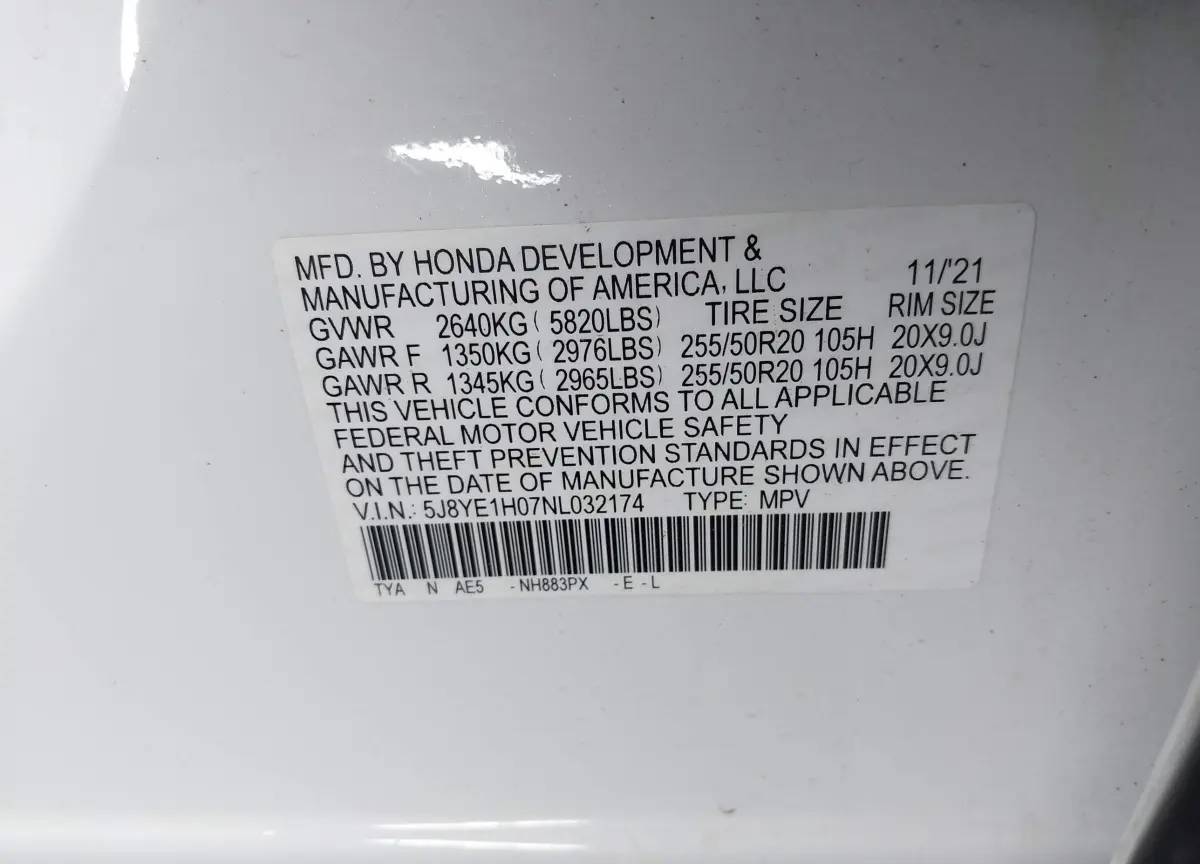 MFD. BY HONDA DEVELOPMENT &
MANUFACTURING OF AMERICA, LLC 11/'21
GVWR 2640KG ( 5820LBS) TIRE SIZE RIM SIZE
GAWR F 1350KG ( 2976LBS) 255/50R20 105H 20X9.0J
GAWR R 1345KG ( 2965LBS) 255/50R20 105H 20X9.0J
THIS VEHICLE CONFORMS TO ALL APPLICABLE
FEDERAL MOTOR VEHICLE SAFETY
AND THEFT PREVENTION STANDARDS IN EFFECT
ON THE DATE OF MANUFACTURE SHOWN ABOVE.
V.I.N.: 5J8YE1H07NL032174 TYPE: MPV
TYA N AE5 -NH883PX -E -L